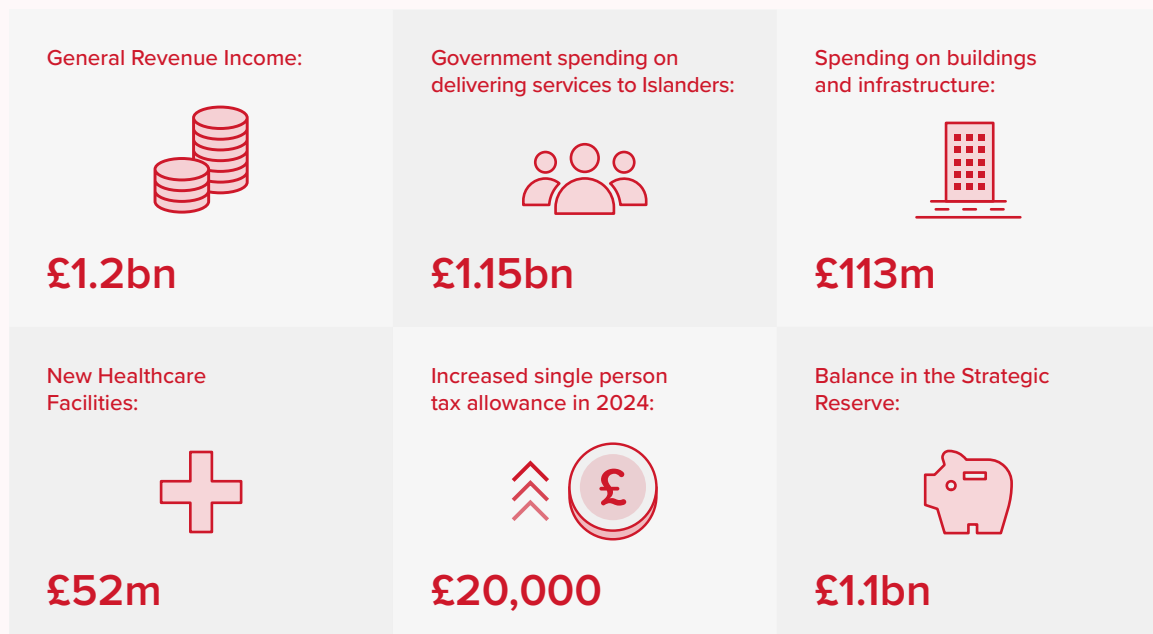 General Revenue Income:
£1.2bn
Government spending on
delivering services to Islanders:
£1.15bn
Spending on buildings
and infrastructure:
£113m
New Healthcare
Facilities:
£52m
Increased single person
tax allowance in 2024:
£
£20,000
Balance in the Strategic
Reserve:
£1.1bn